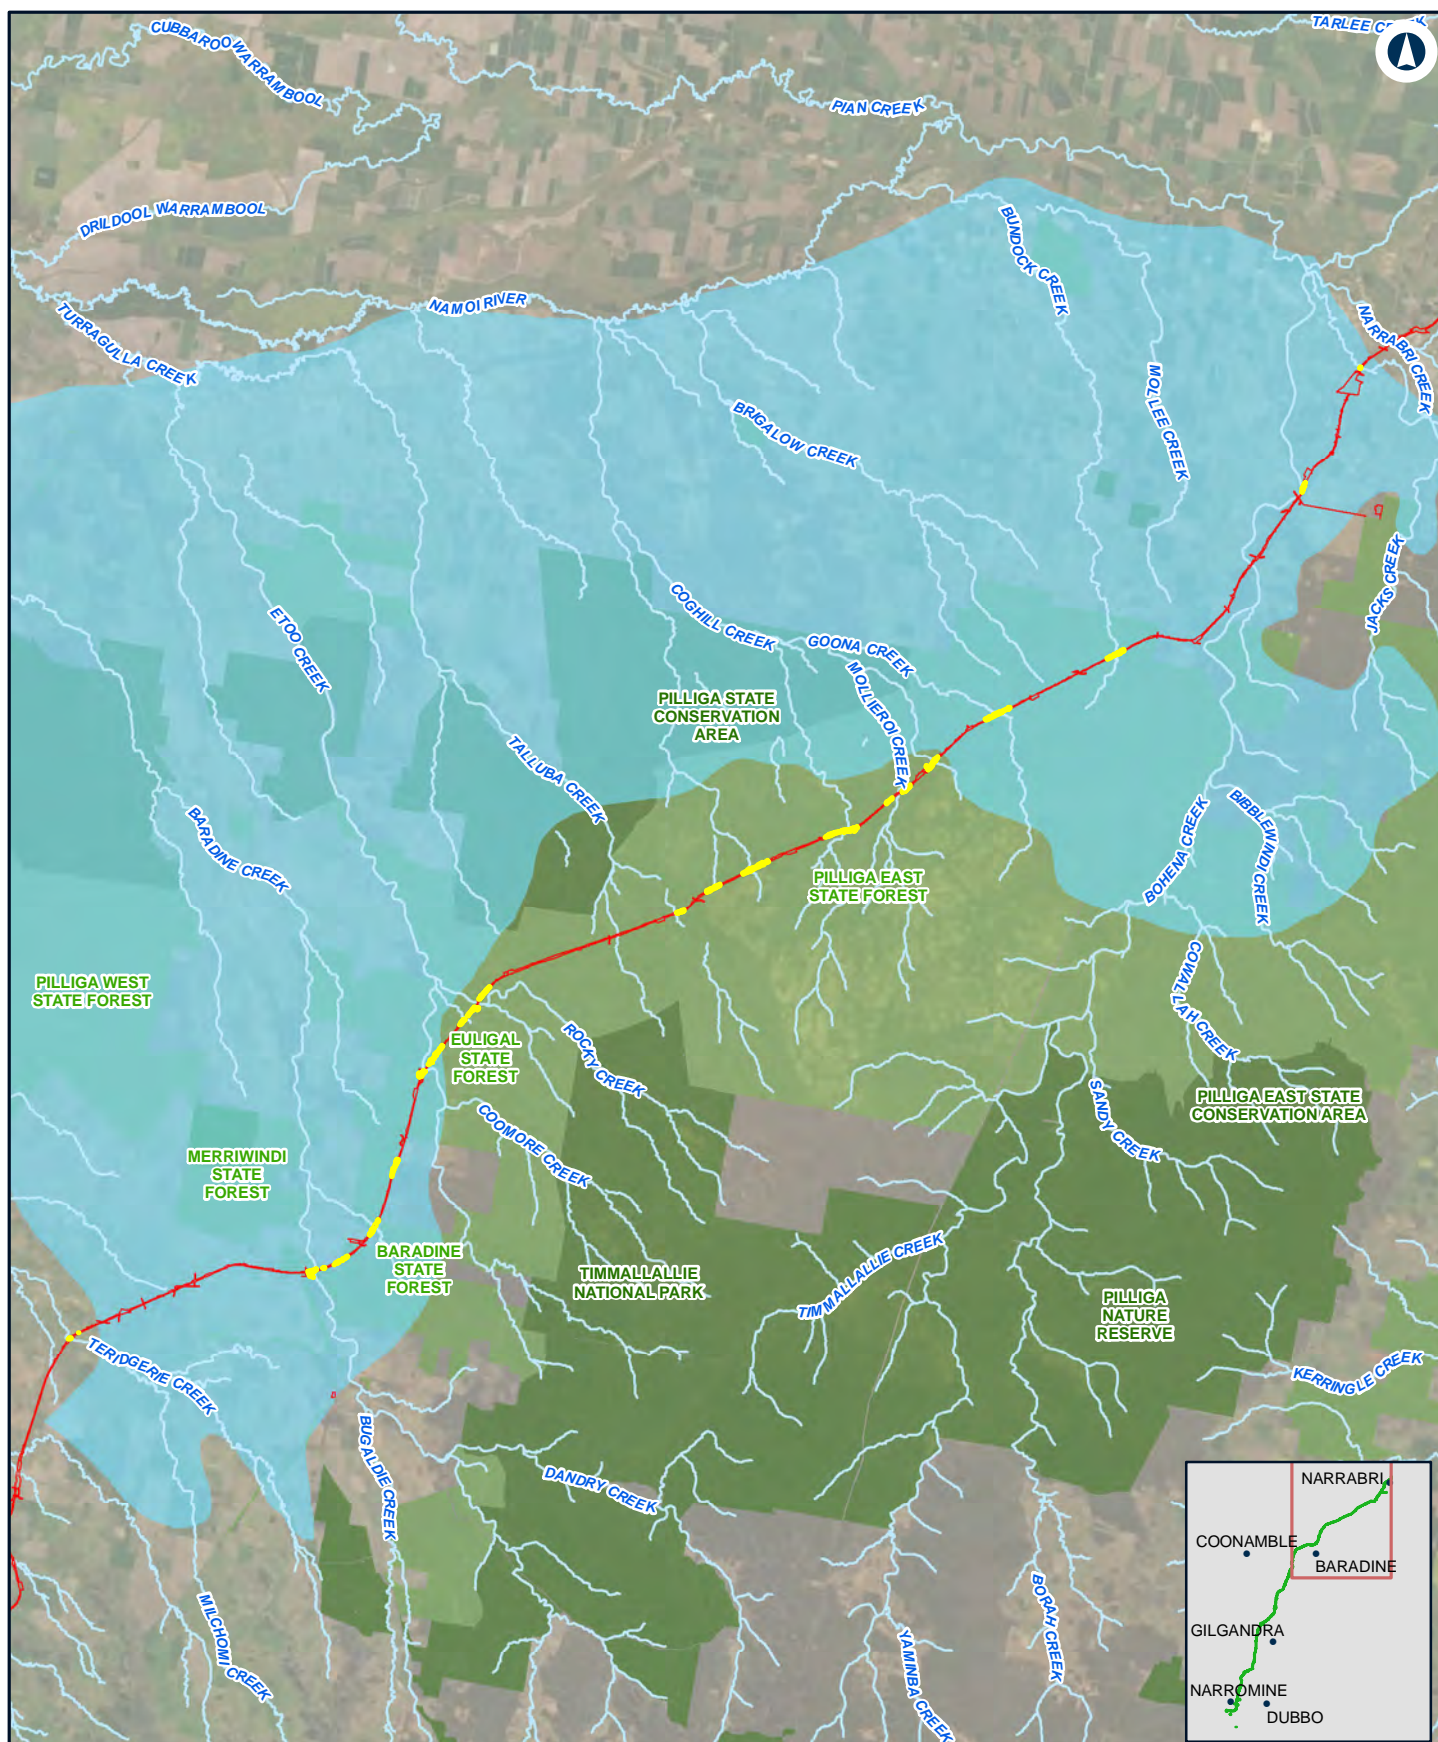 TARLEE CREEK
CUBBAROO WARRAMBOOL
PIAN CREEK
DRILDOOL WARRAMBOOL
BUNDOCK CREEK
NAMOI RIVER
TURRAGULLA CREEK
NARRABRI CREEK
MOLLEE CREEK
BRIGALOW CREEK
JACKS CREEK
ETOO CREEK
COGHILL CREEK
GOONA CREEK
MOLLIEROI CREEK
PILLIGA STATE
CONSERVATION
AREA
TALLUBA CREEK
BARADINE CREEK
BOHENA CREEK
BIBBLEWINDI CREEK
PILLIGA EAST
STATE FOREST
COWALLAH CREEK
PILLIGA WEST
STATE FOREST
EULIGAL
STATE
FOREST
ROCKY CREEK
SANDY CREEK
PILLIGA EAST STATE
CONSERVATION AREA
COOMORE CREEK
MERRIWINDI
STATE
FOREST
BARADINE
STATE
FOREST
TIMMALLALLIE
NATIONAL PARK
TIMMALLALLIE CREEK
PILLIGA
NATURE
RESERVE
TERIDGERIE CREEK
KERRINGLE CREEK
BUGALDIE CREEK
DANDRY CREEK
MILCHOMI CREEK
YAMINBA CREEK
BORAH CREEK
NARRABRI
COONAMBLE
BARADINE
GILGANDRA
NARROMINE
DUBBO